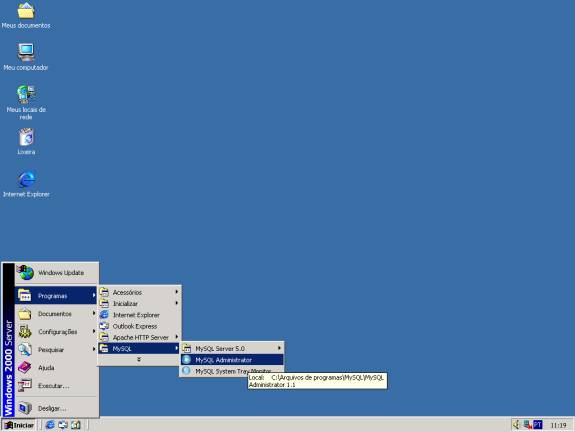 Meus documentos
Meu computador
Meus locais de
rede
Lixeira
Internet Explorer
Windows 2000 Server
Windows Update
Programas
Documentos
Configurações
Pesquisar
Ajuda
Executar...
Desligar...
Acessórios
Inicializar
Internet Explorer
Outlook Express
Apache HTTP Server
MySQL
MySQL Server 5.0
MySQL Administrator
MySQL System Tray Monitor
Local: C:\Arquivos de programas\MySQL\MySQL
Administrator 1.1
Iniciar
PT
11:19